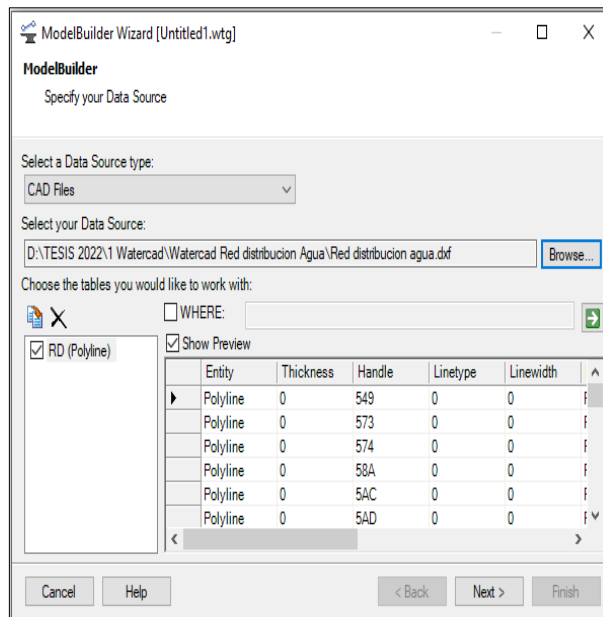 ModelBuilder Wizard [Untitled1.wtg]
ModelBuilder
Specify your Data Source
Select a Data Source type:
CAD Files
Select your Data Source:
D:\TESIS 2022\1 Watercad\Watercad Red distribucion Agua\Red distribucion agua.dxf Browse...
Choose the tables you would like to work with:
WHERE:
RD (Polyline)
Show Preview
Entity Thickness Handle Linetype Linewidth
Polyline 0 549 0 0
Polyline 0 573 0 0
Polyline 0 574 0 0
Polyline 0 58A 0 0
Polyline 0 5AC 0 0
Polyline 0 5AD 0 0
Cancel Help < Back Next > Finish